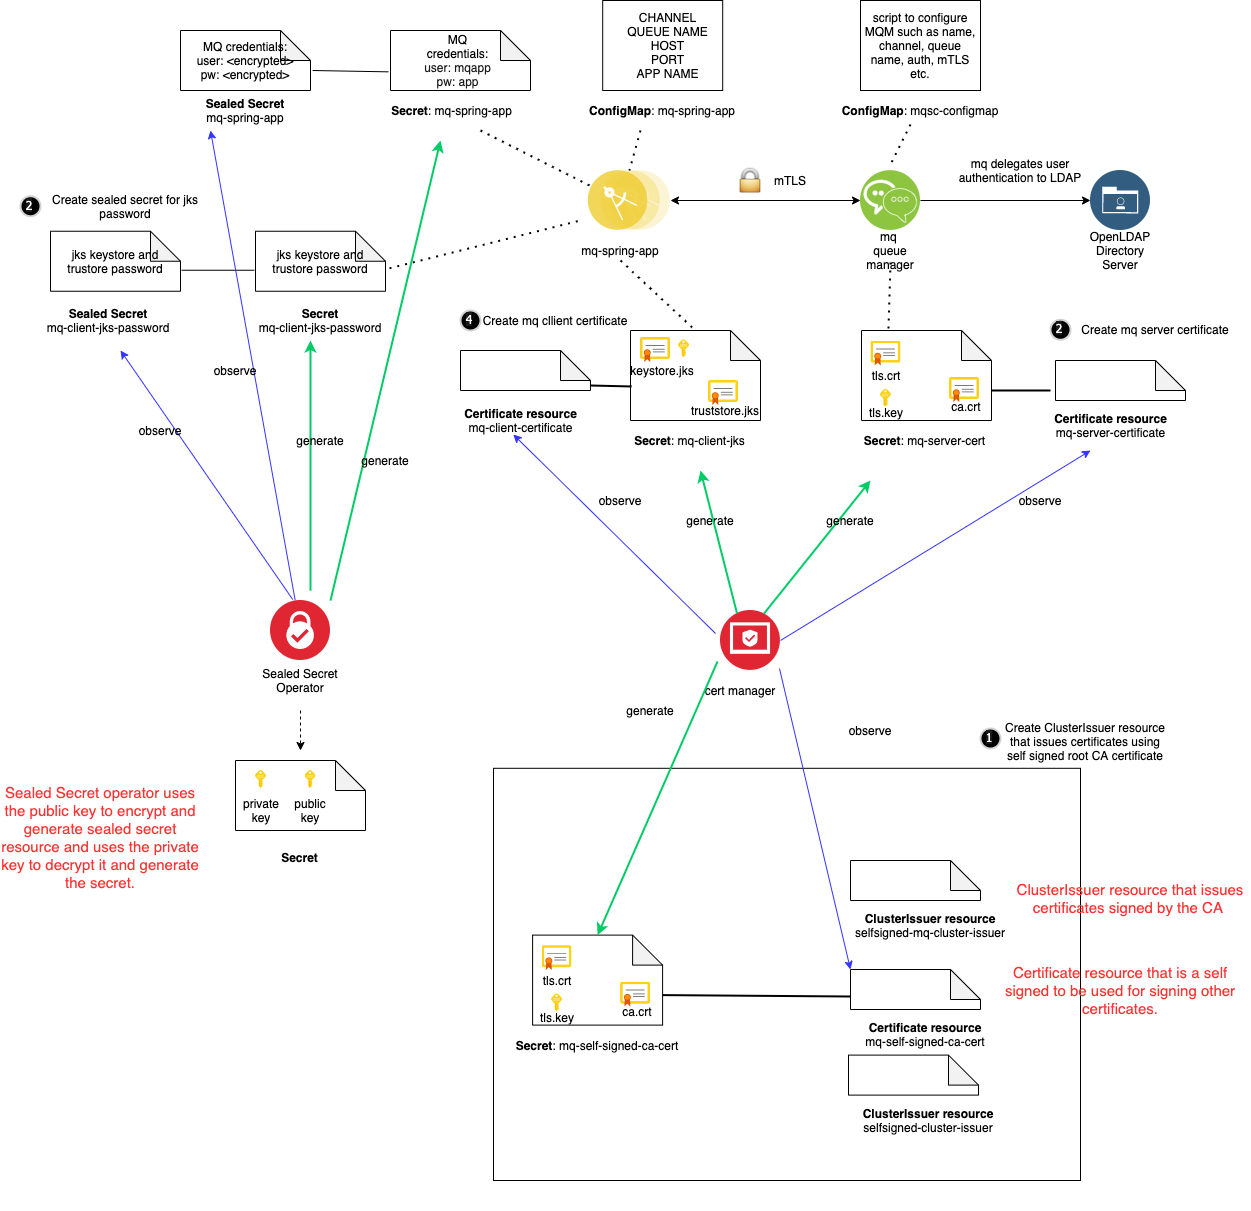 MQ credentials:
user: <encrypted>
pw: <encrypted>
Sealed Secret
mq-spring-app
MQ
credentials:
user: mqapp
pw: app
Secret: mq-spring-app
CHANNEL
QUEUE NAME
HOST
PORT
APP NAME
ConfigMap: mq-spring-app
script to configure
MQM such as name,
channel, queue
name, auth, mTLS
etc.
ConfigMap: mqsc-configmap
mTLS
mq delegates user
authentication to LDAP
mq-spring-app
mq
queue
manager
OpenLDAP
Directory
Server
2
Create sealed secret for jks
password
jks keystore and
trustore password
Sealed Secret
mq-client-jks-password
jks keystore and
trustore password
Secret
mq-client-jks-password
4
Create mq cllient certificate
Certificate resource
mq-client-certificate
keystore.jks
truststore.jks
Secret: mq-client-jks
tls.crt
tls.key
ca.crt
Secret: mq-server-cert
2
Create mq server certificate
Certificate resource
mq-server-certificate
observe
observe
generate
generate
observe
generate
generate
observe
Sealed Secret
Operator
cert manager
generate
observe
1
Create ClusterIssuer resource
that issues certificates using
self signed root CA certificate
private
key
public
key
Secret
Sealed Secret operator uses
the public key to encrypt and
generate sealed secret
resource and uses the private
key to decrypt it and generate
the secret.
ClusterIssuer resource
selfsigned-mq-cluster-issuer
ClusterIssuer resource that issues
certificates signed by the CA
tls.crt
tls.key
ca.crt
Secret: mq-self-signed-ca-cert
Certificate resource
mq-self-signed-ca-cert
Certificate resource that is a self
signed to be used for signing other
certificates.
ClusterIssuer resource
selfsigned-cluster-issuer